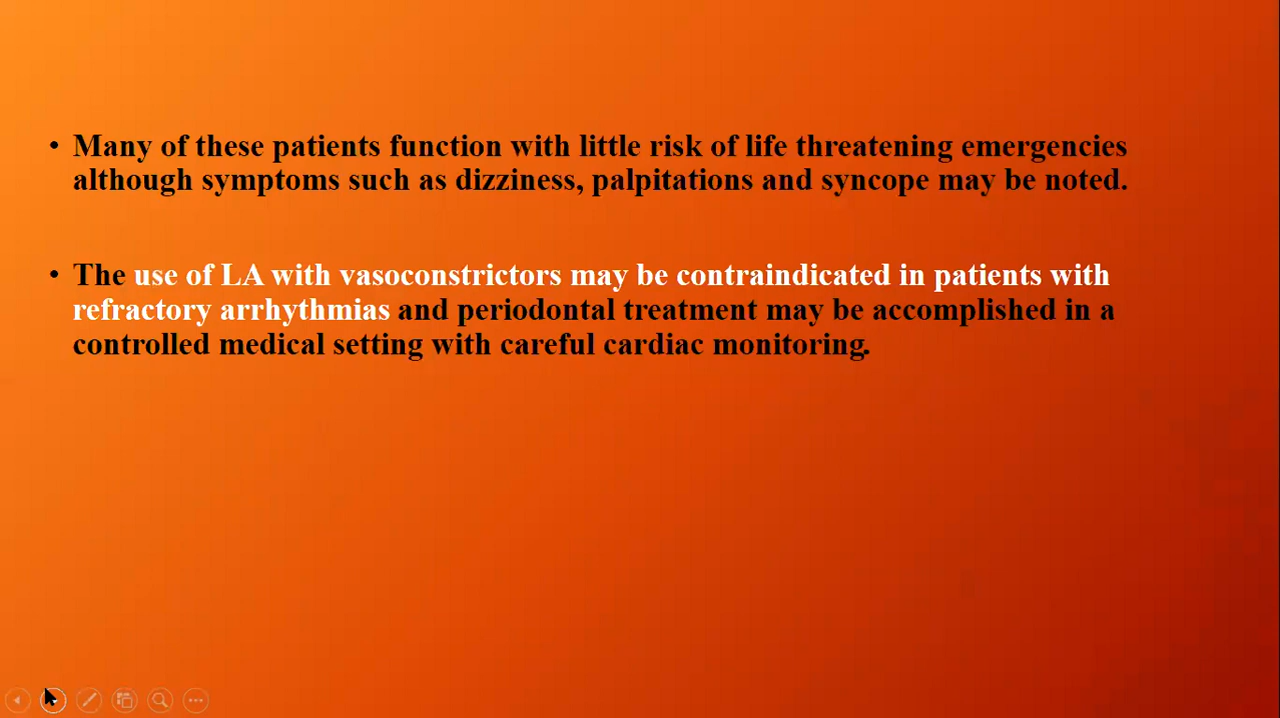 • Many of these patients function with little risk of life threatening emergencies
although symptoms such as dizziness, palpitations and syncope may be noted.
• The use of LA with vasoconstrictors may be contraindicated in patients with
refractory arrhythmias and periodontal treatment may be accomplished in a
controlled medical setting with careful cardiac monitoring.